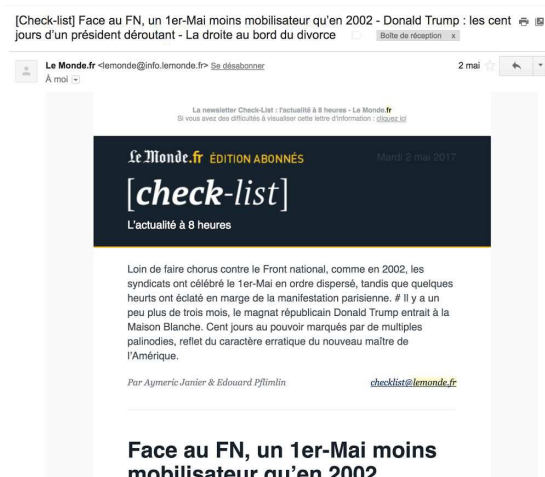 [Check-list] Face au FN, un 1er-Mai moins mobilisateur qu'en 2002 - Donald Trump : les cent
jours d'un président déroutant - La droite au bord du divorce Boîte de réception x
Le Monde.fr <lemonde@info.lemonde.fr> Se désabonner 2 mai
À moi
La newsletter Check-List : l'actualité à 8 heures - Le Monde.fr
Si vous avez des difficultés à visualiser cette lettre d'information : cliquez ici
Le Monde.fr ÉDITION ABONNÉS Mardi 2 mai 2017
[check-list]
L'actualité à 8 heures
Loin de faire chorus contre le Front national, comme en 2002, les
syndicats ont célébré le 1er-Mai en ordre dispersé, tandis que quelques
heurts ont éclaté en marge de la manifestation parisienne. # Il y a un
peu plus de trois mois, le magnat républicain Donald Trump entrait à la
Maison Blanche. Cent jours au pouvoir marqués par de multiples
palinodies, reflet du caractère erratique du nouveau maître de
l'Amérique.
Par Aymeric Janier & Edouard Pflimlin checklist@lemonde.fr
Face au FN, un 1er-Mai moins
mobilisateur qu'en 2002